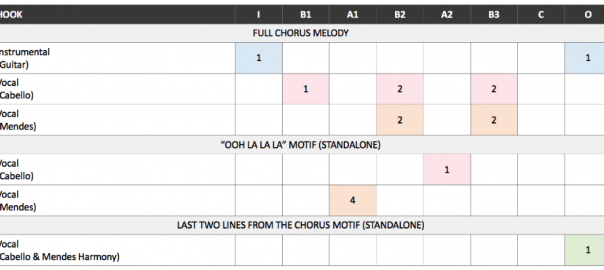 HOOK I B1 A1 B2 A2 B3 C O
FULL CHORUS MELODY
nstrumental
Guitar) 1 1
Vocal
Cabello) 1 2 2
Vocal
Mendes) 2 2
"OOH LA LA LA" MOTIF (STANDALONE)
Vocal
Cabello) 1
Vocal
Mendes) 4
LAST TWO LINES FROM THE CHORUS MOTIF (STANDALONE)
Vocal
Cabello & Mendes Harmony) 1